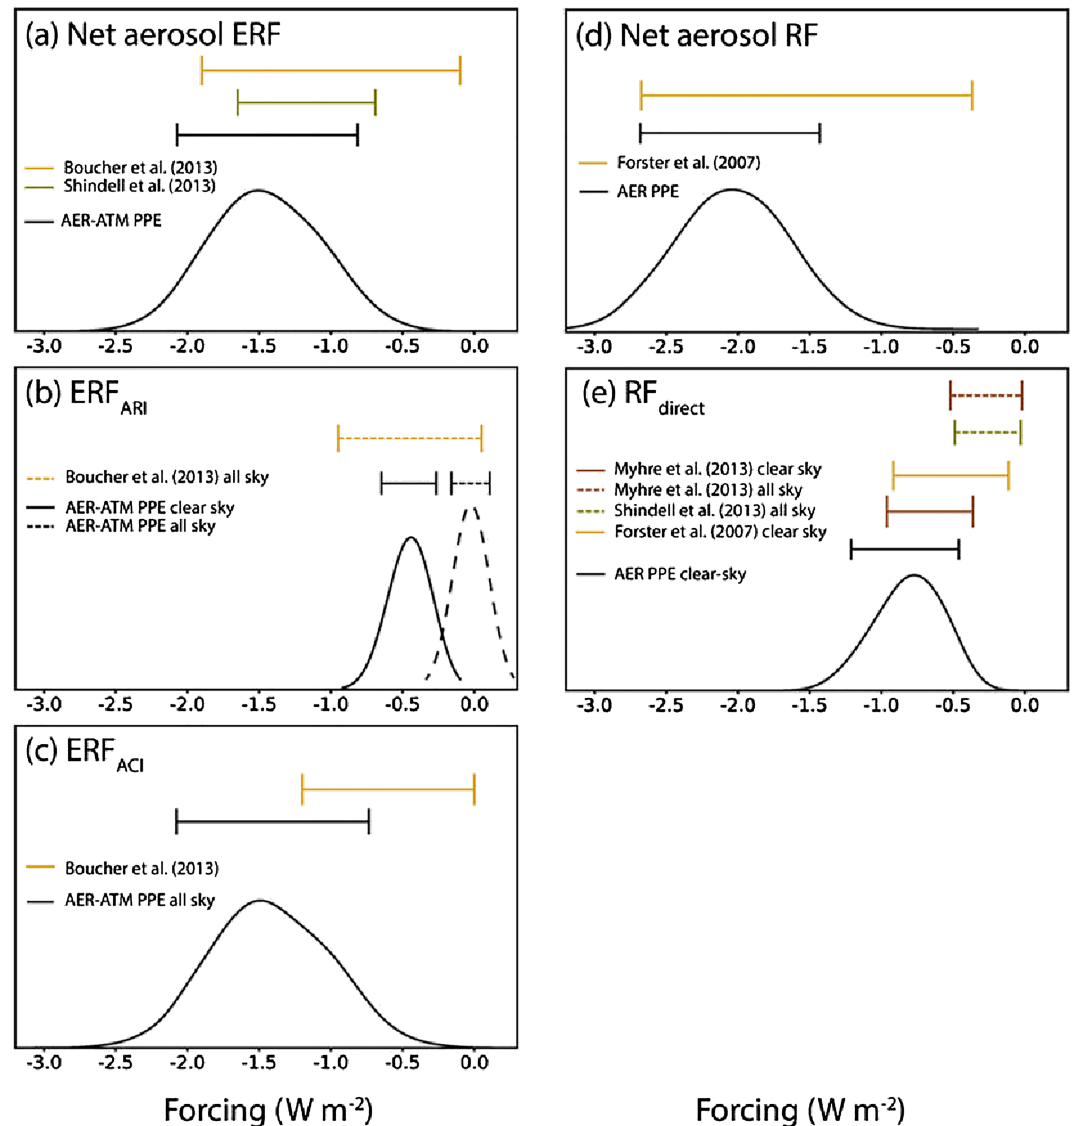 (a) Net aerosol ERF
Boucher et al. (2013)
Shindell et al. (2013)
AER-ATM PPE
-3.0 -2.5 -2.0 -1.5 -1.0 -0.5 0.0
(d) Net aerosol RF
Forster et al. (2007)
AER PPE
-3.0 -2.5 -2.0 -1.5 -1.0 -0.5 0.0
(b) ERF ARI
Boucher et al. (2013) all sky
AER-ATM PPE clear sky
AER-ATM PPE all sky
-3.0 -2.5 -2.0 -1.5 -1.0 -0.5 0.0
(e) RF direct
Myhre et al. (2013) clear sky
Myhre et al. (2013) all sky
Shindell et al. (2013) all sky
Forster et al. (2007) clear sky
AER PPE clear-sky
-3.0 -2.5 -2.0 -1.5 -1.0 -0.5 0.0
(c) ERF ACI
Boucher et al. (2013)
AER-ATM PPE all sky
-3.0 -2.5 -2.0 -1.5 -1.0 -0.5 0.0
Forcing (W m⁻²)
Forcing (W m⁻²)